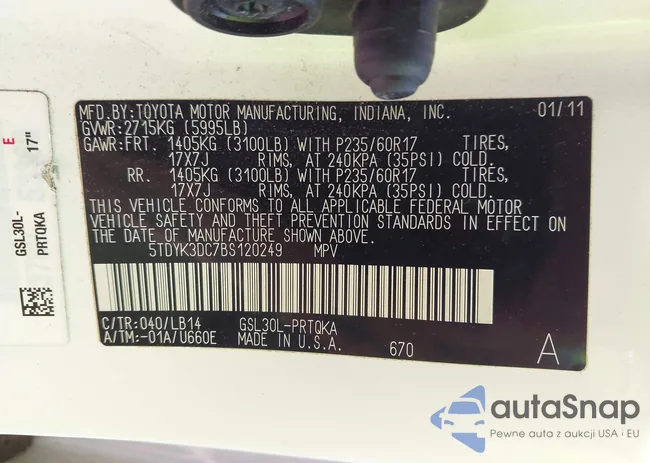 MFD.BY:TOYOTA MOTOR MANUFACTURING, INDIANA, INC. 01/11
GVWR:2715KG (5995LB)
GAWR:FRT. 1405KG (3100LB) WITH P235/60R17 TIRES,
17X7J RIMS, AT 240KPA (35PSI) COLD.
RR. 1405KG (3100LB) WITH P235/60R17 TIRES,
17X7J RIMS, AT 240KPA (35PSI) COLD.
THIS VEHICLE CONFORMS TO ALL APPLICABLE FEDERAL MOTOR
VEHICLE SAFETY AND THEFT PREVENTION STANDARDS IN EFFECT ON
THE DATE OF MANUFACTURE SHOWN ABOVE.
5TDYK3DC7BS120249 MPV
C/TR:040/LB14 GSL30L-PRTQKA
A/TM:-01A/U660E MADE IN U.S.A. 670 A
E
17"
GSL30L-
PRTQKA
autoSnap
Pewne auta z aukcji USA i EU